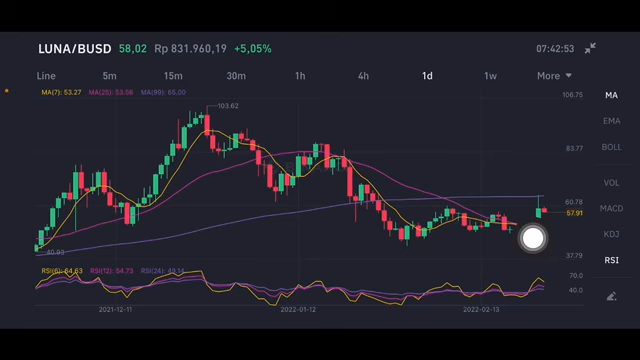 LUNA/BUSD 58,02 Rp 831.960,19 +5,05% 07:42:53
Line 5m 15m 30m 1h 4h 1d 1w More
MA(7): 53.27 MA(25): 53.56 MA(99): 65.09
106.75
MA
103.62
EMA
83.77
BOLL
VOL
60.78
57.91
MACD
KDJ
40.93
37.79
RSI
RSI(6): 64.63 RSI(12): 54.73 RSI(24): 49.14
70.0
40.0
2021-12-11 2022-01-12 2022-02-13